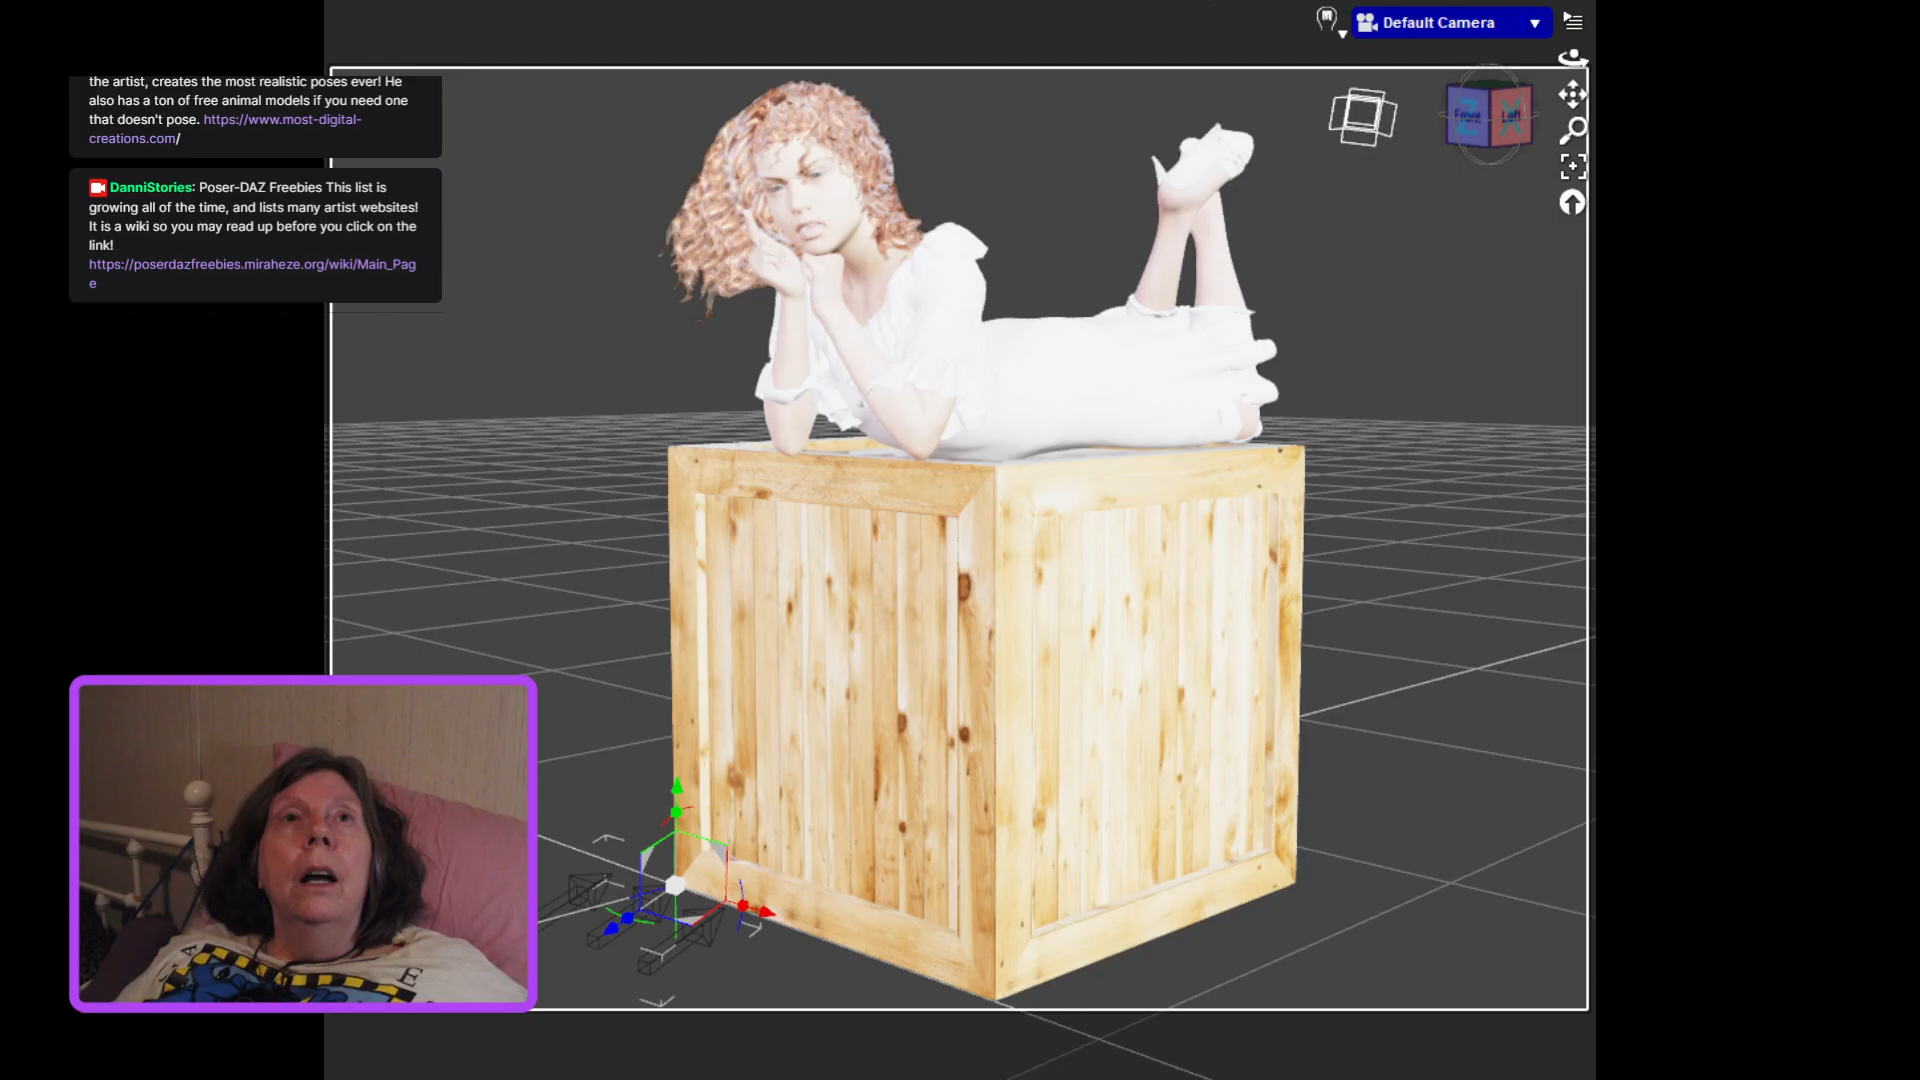 Default Camera
the artist, creates the most realistic poses ever! He
also has a ton of free animal models if you need one
that doesn't pose. https://www.most-digital-
creations.com/
DanniStories: Poser-DAZ Freebies This list is
growing all of the time, and lists many artist websites!
It is a wiki so you may read up before you click on the
link!
https://poserdazfreebies.miraheze.org/wiki/Main_Pag
e
Front
Z
Left
X
A
E